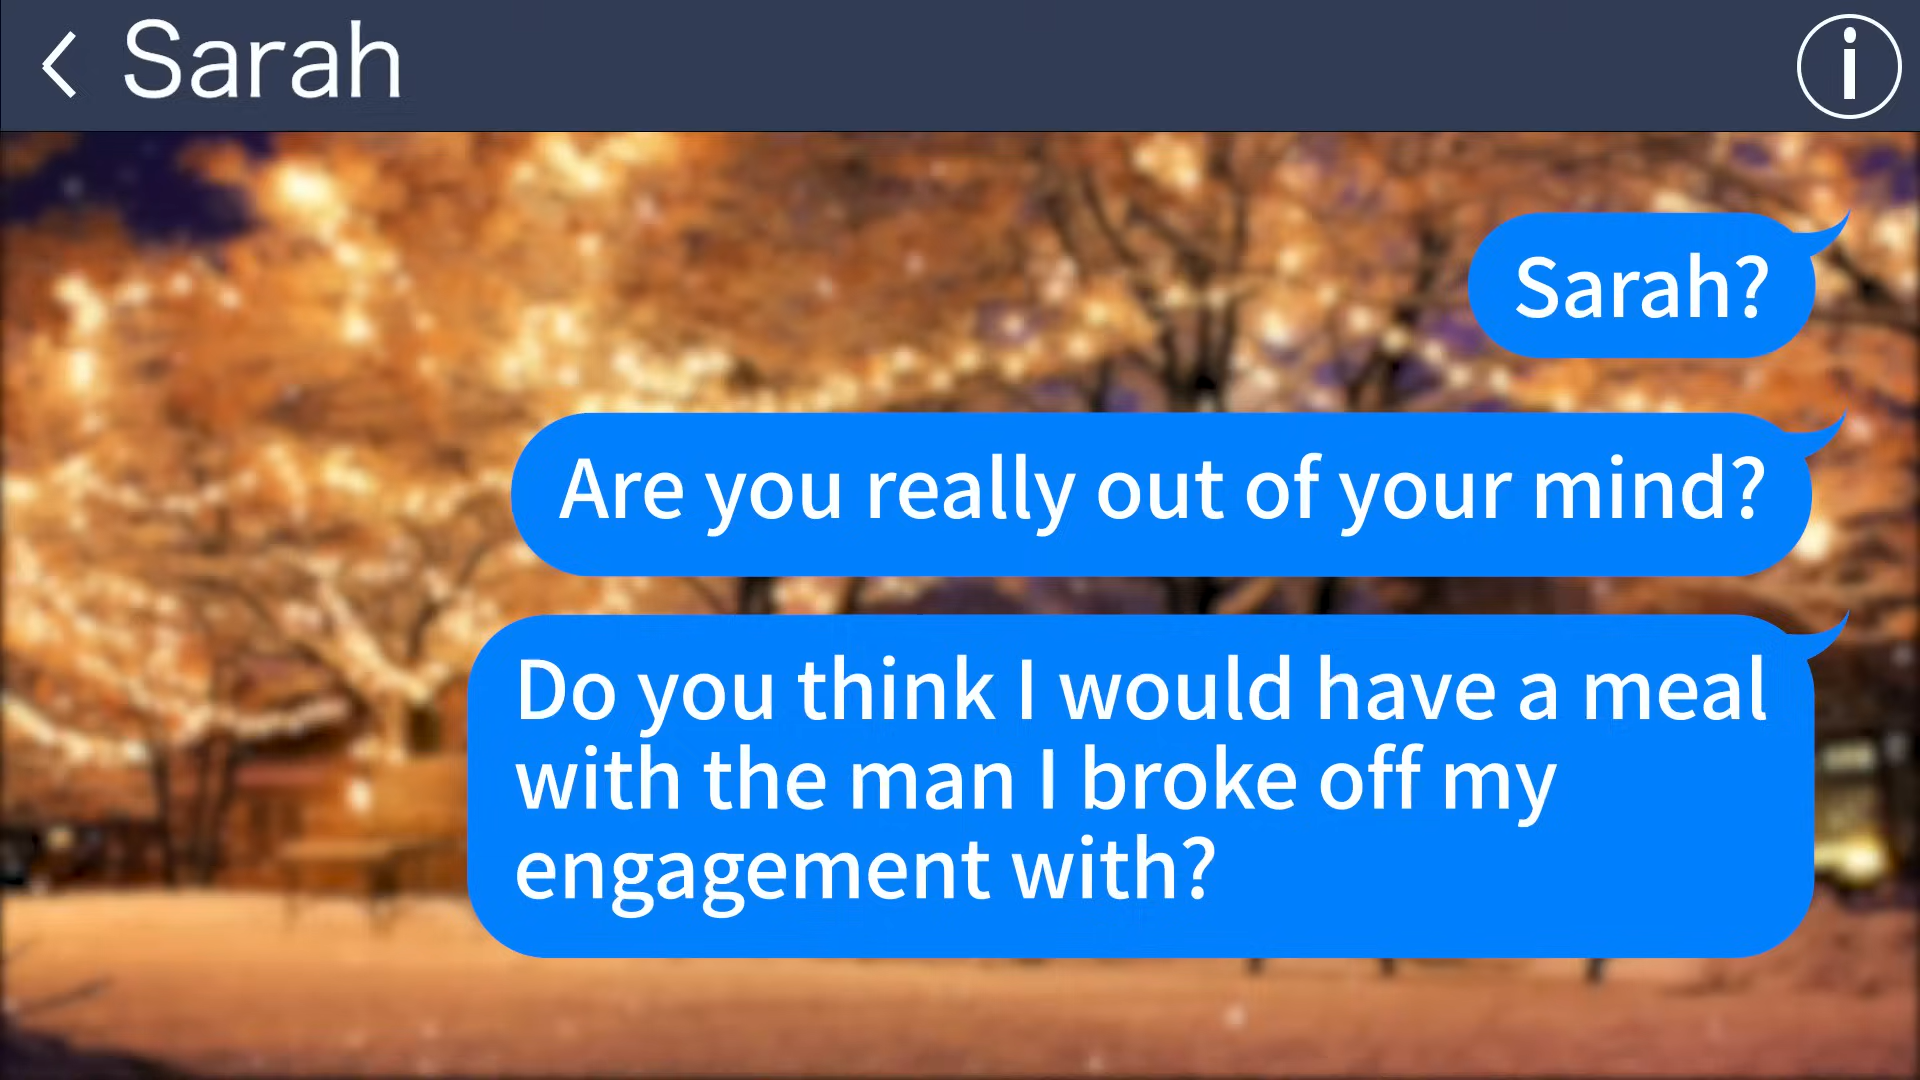 Sarah
Sarah?
Are you really out of your mind?
Do you think I would have a meal
with the man I broke off my
engagement with?